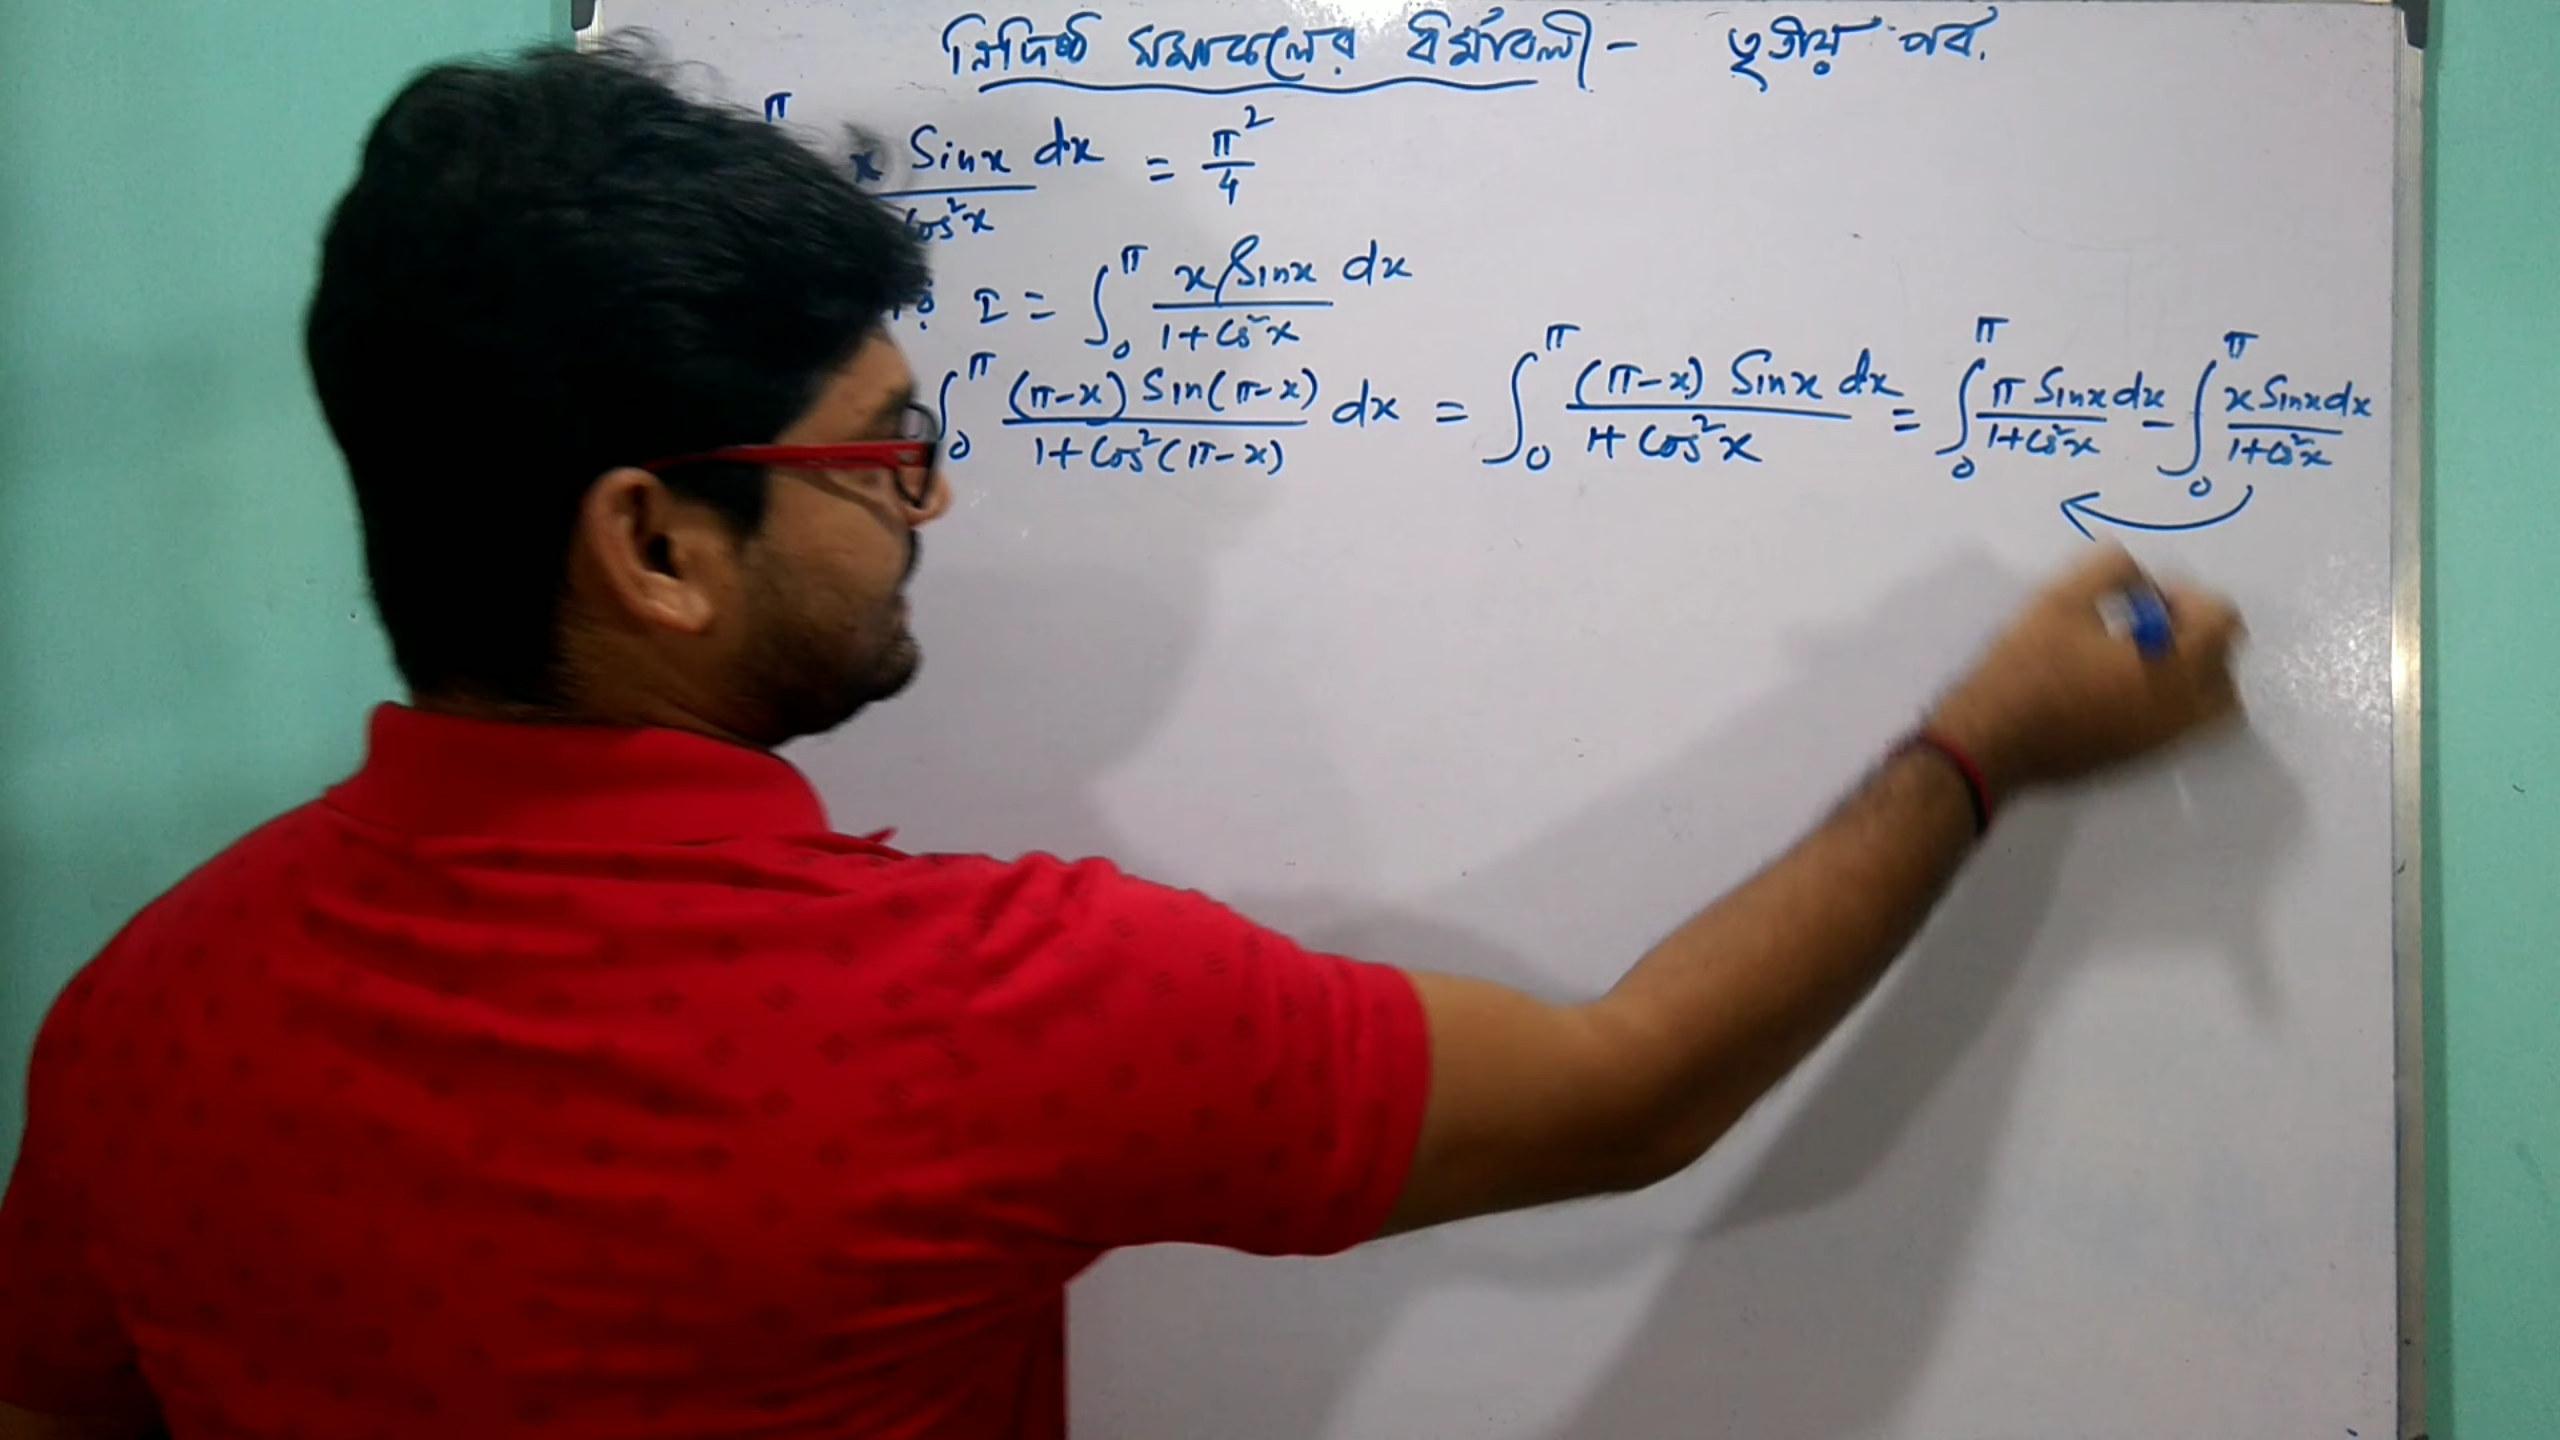 নির্দিষ্ট সমাকলের ধর্মাবলী - তৃতীয় পর্ব.
π x Sinx dx / Cos²x = π²/4
I = ∫₀^π x Sinx dx / 1+Cos²x
∫₀^π (π-x) Sin(π-x) / 1+Cos²(π-x) dx = ∫₀^π (π-x) Sinx dx / 1+Cos²x = ∫₀^π π Sinx dx / 1+Cos²x - ∫₀^π x Sinx dx / 1+Cos²x